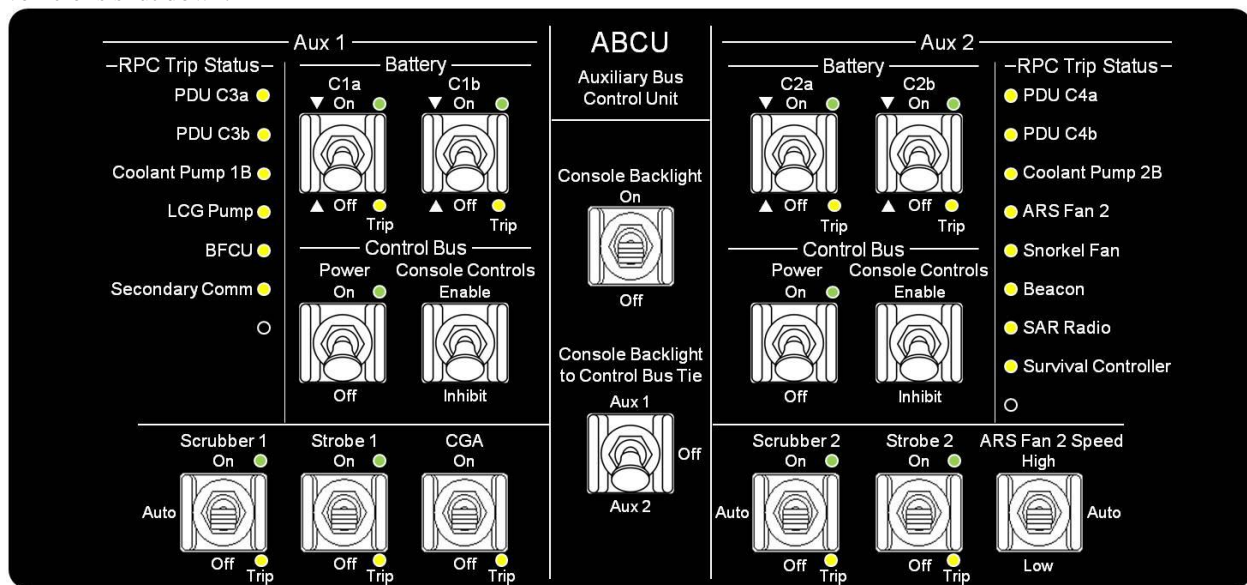 Aux 1
RPC Trip Status
PDU C3a
PDU C3b
Coolant Pump 1B
LCG Pump
BFCU
Secondary Comm
Battery
C1a
On
Off
Trip
C1b
On
Off
Trip
Control Bus
Power
On
Off
Console Controls
Enable
Inhibit
Scrubber 1
On
Auto
Off
Trip
Strobe 1
On
Off
Trip
CGA
On
Off
Trip
ABCU
Auxiliary Bus
Control Unit
Console Backlight
On
Off
Console Backlight
to Control Bus Tie
Aux 1
Off
Aux 2
Aux 2
Battery
C2a
On
Off
Trip
C2b
On
Off
Trip
Control Bus
Power
On
Off
Console Controls
Enable
Inhibit
RPC Trip Status
PDU C4a
PDU C4b
Coolant Pump 2B
ARS Fan 2
Snorkel Fan
Beacon
SAR Radio
Survival Controller
Scrubber 2
On
Auto
Off
Trip
Strobe 2
On
Off
Trip
ARS Fan 2 Speed
High
Auto
Low